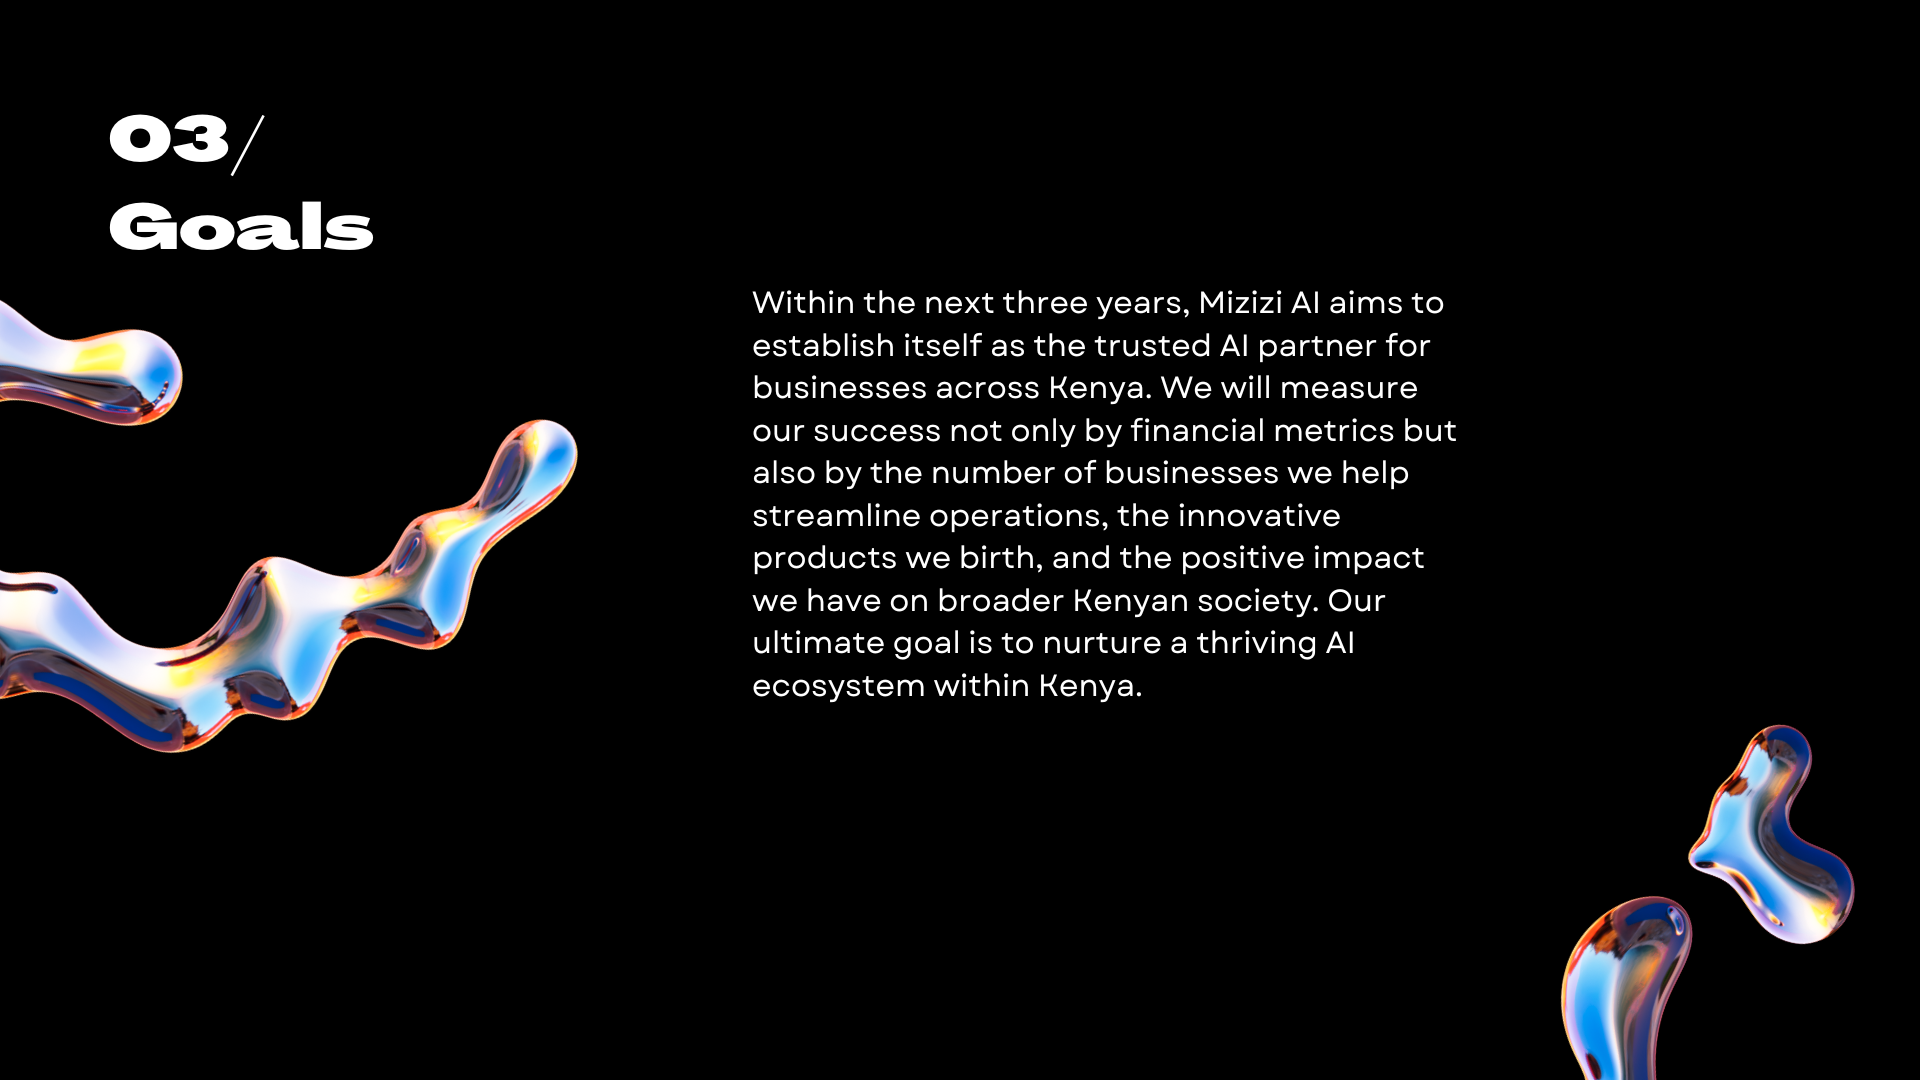 03/
Goals
Within the next three years, Mizizi AI aims to
establish itself as the trusted AI partner for
businesses across Kenya. We will measure
our success not only by financial metrics but
also by the number of businesses we help
streamline operations, the innovative
products we birth, and the positive impact
we have on broader Kenyan society. Our
ultimate goal is to nurture a thriving AI
ecosystem within Kenya.